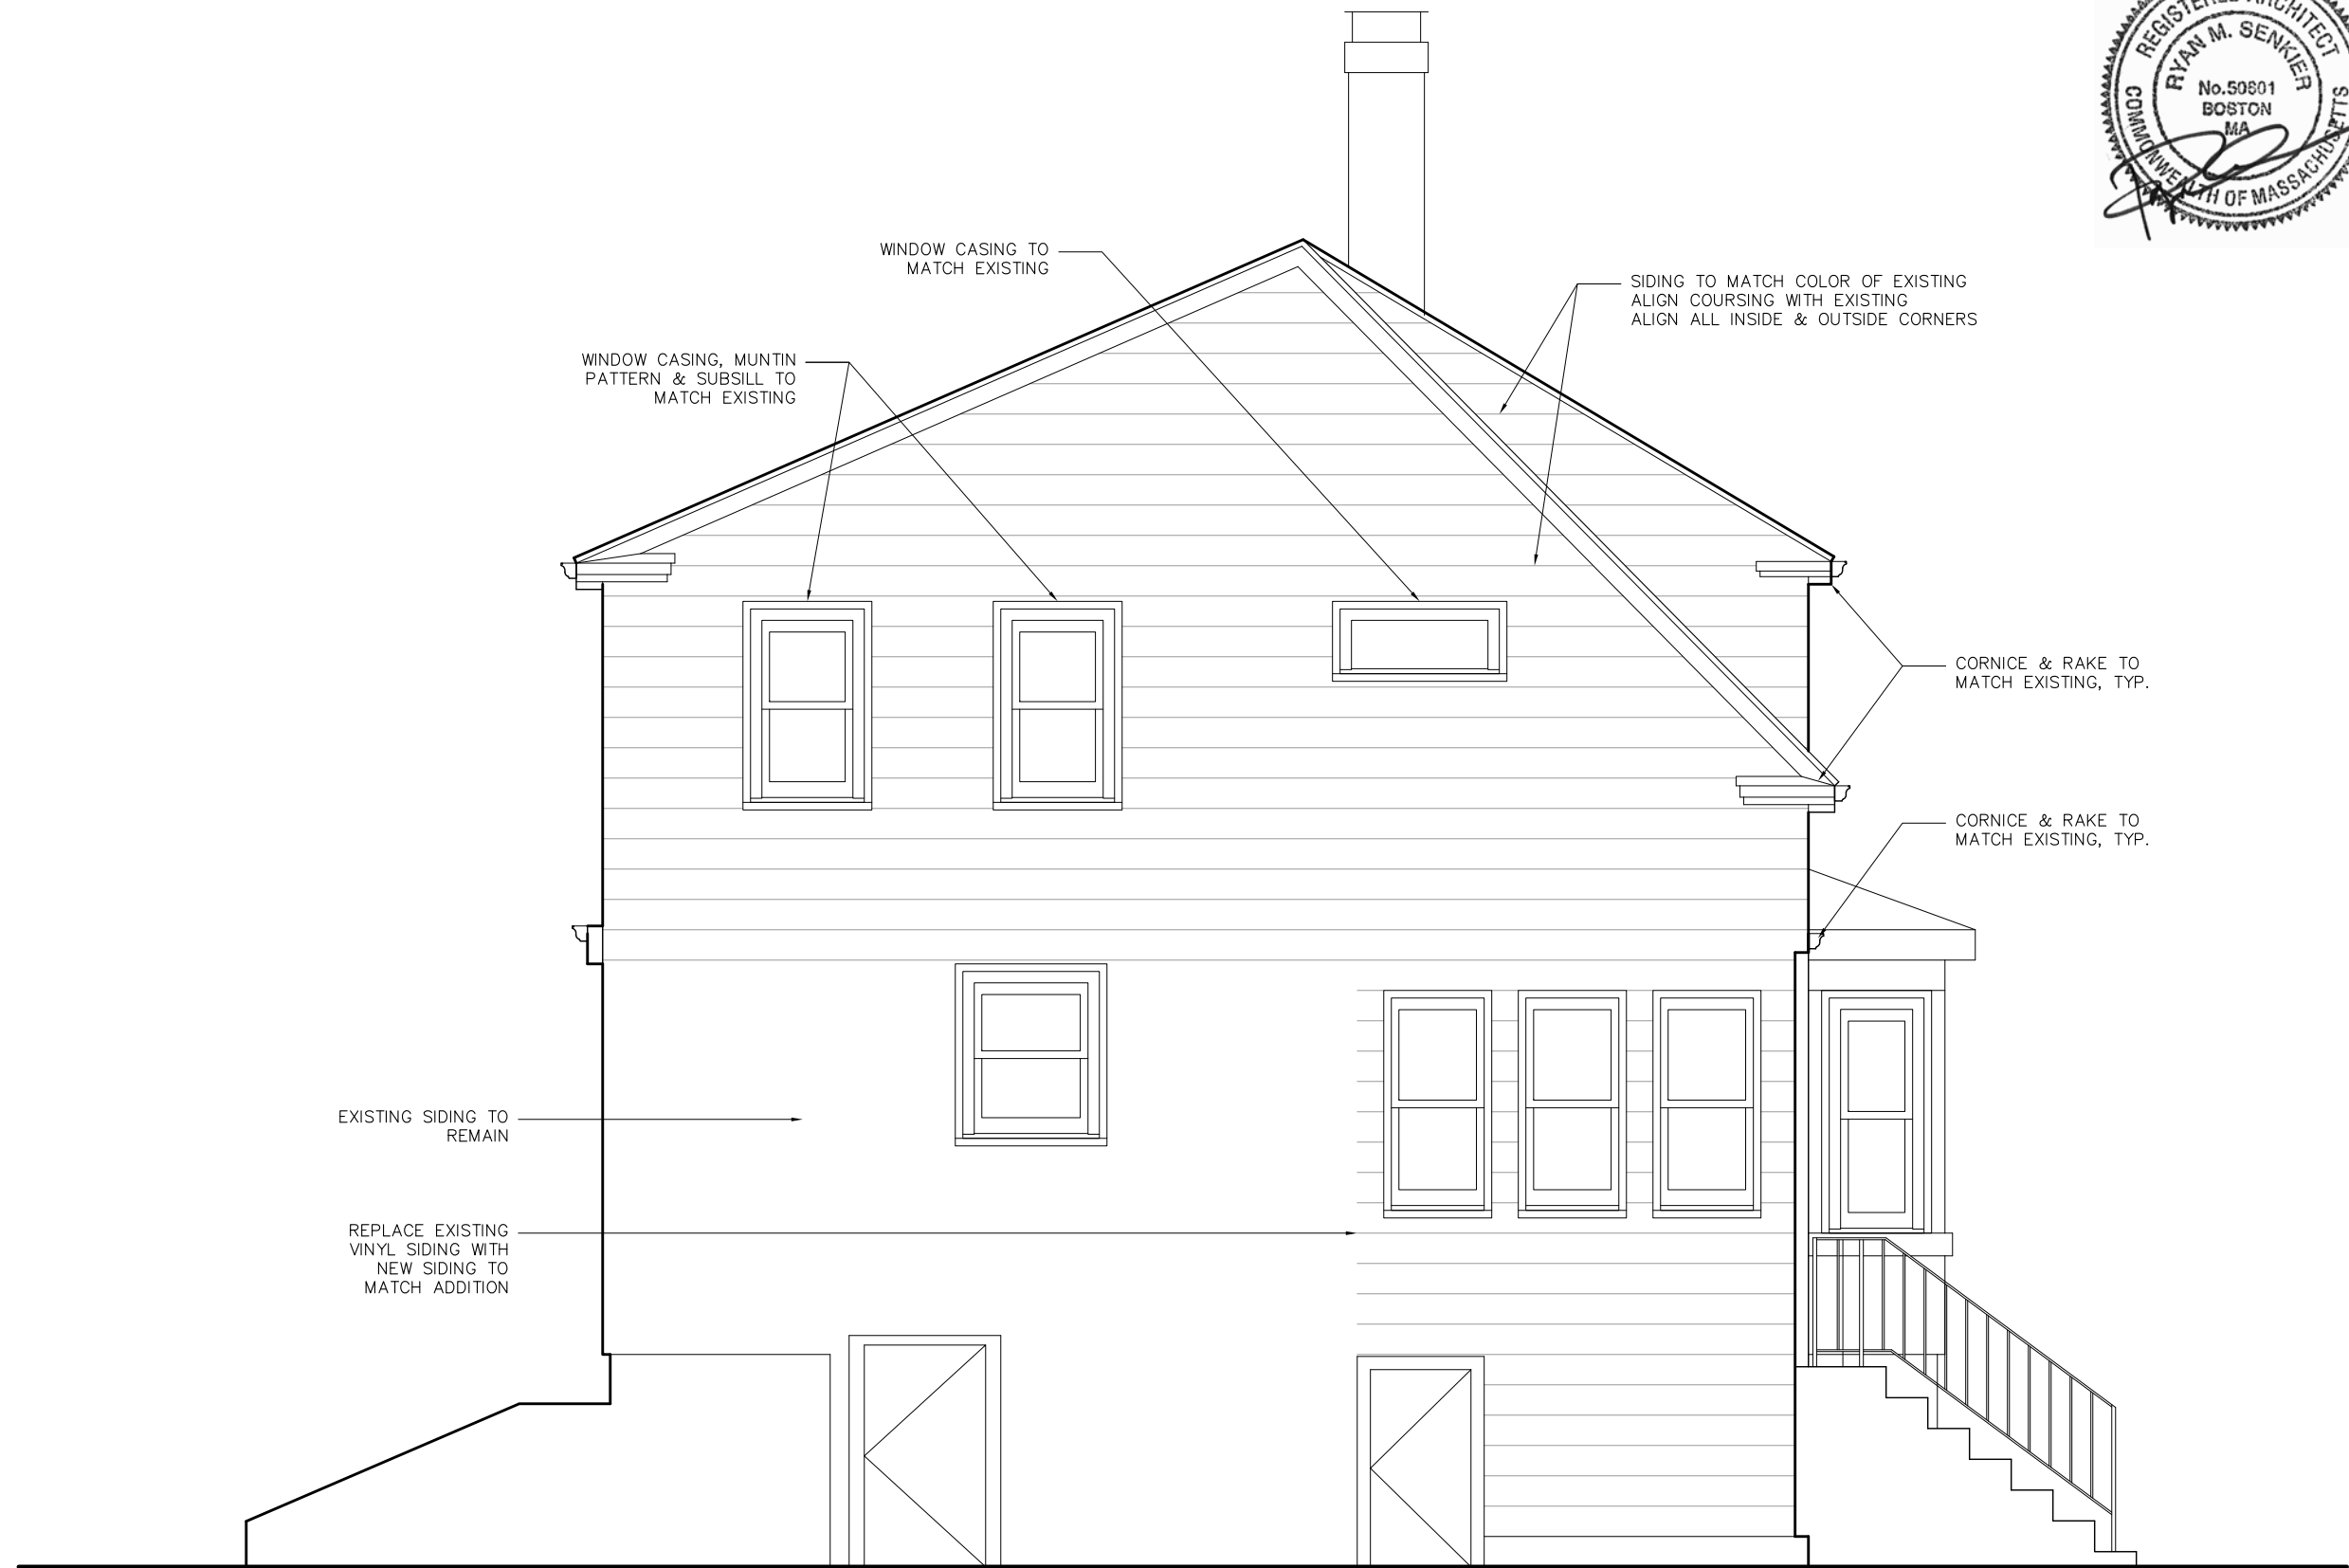 REGISTERED ARCHITECT
RYAN M. SENKIER
No.50801
BOSTON
MA
COMMONWEALTH OF MASSACHUSETTS
WINDOW CASING TO
MATCH EXISTING
SIDING TO MATCH COLOR OF EXISTING
ALIGN COURSING WITH EXISTING
ALIGN ALL INSIDE & OUTSIDE CORNERS
WINDOW CASING, MUNTIN
PATTERN & SUBSILL TO
MATCH EXISTING
CORNICE & RAKE TO
MATCH EXISTING, TYP.
CORNICE & RAKE TO
MATCH EXISTING, TYP.
EXISTING SIDING TO
REMAIN
REPLACE EXISTING
VINYL SIDING WITH
NEW SIDING TO
MATCH ADDITION